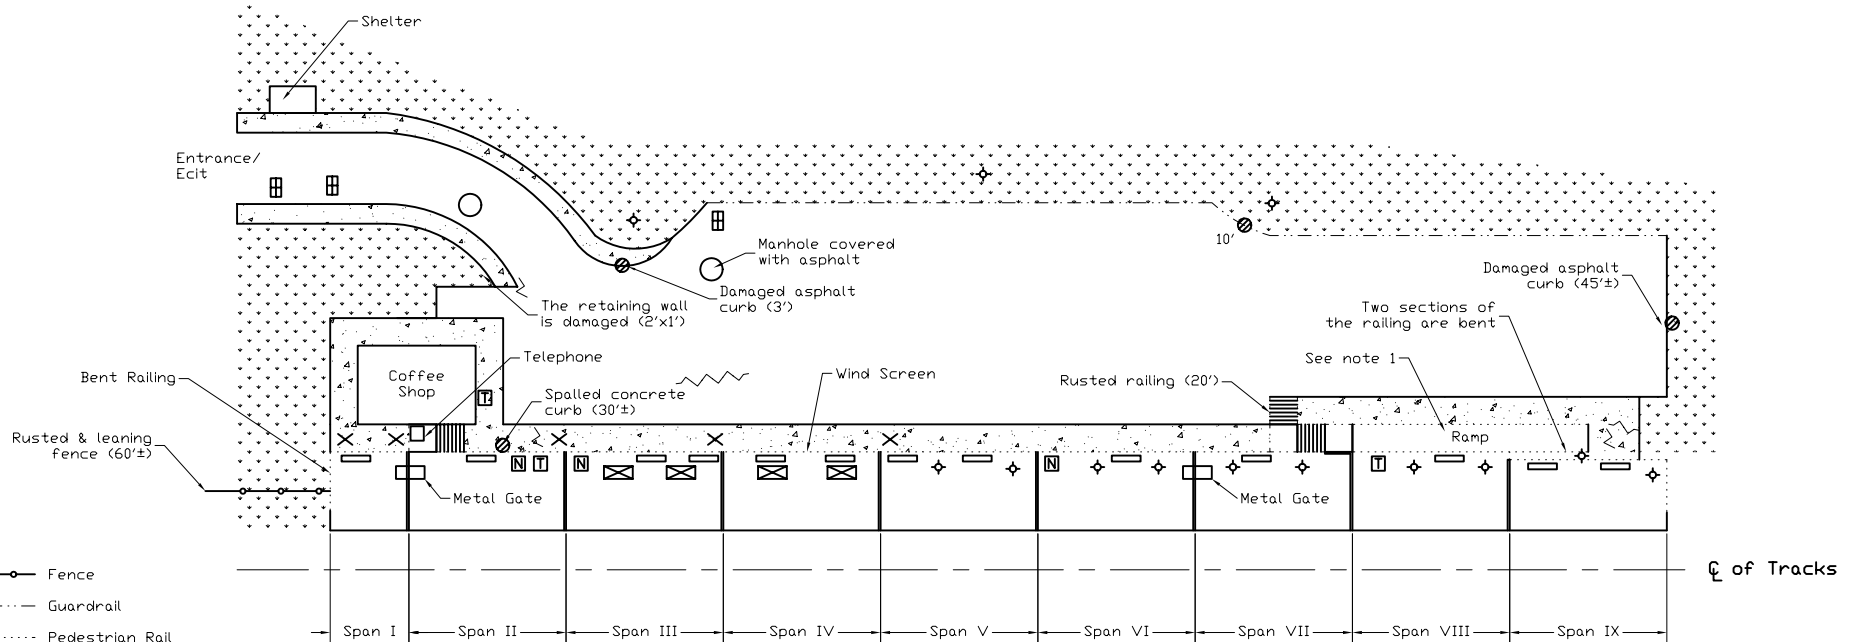 Shelter
Entrance/
Ecit
10'
Manhole covered
with asphalt
Damaged asphalt
curb (45'±)
Damaged asphalt
curb (3')
The retaining wall
is damaged (2'x1')
Two sections of
the railing are bent
See note 1
Telephone
Bent Railing
Coffee
Shop
T
Spalled concrete
curb (30'±)
Wind Screen
Rusted railing (20')
Rusted & leaning
fence (60'±)
Ramp
N
T
N
N
T
Metal Gate
Metal Gate
Fence
℄ of Tracks
Guardrail
Pedestrian Rail
Span I
Span II
Span III
Span IV
Span V
Span VI
Span VII
Span VIII
Span IX